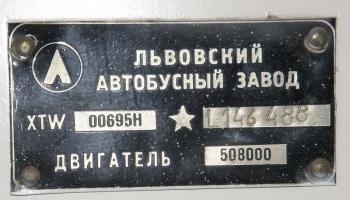 ЛЬВОВСКИЙ
АВТОБУСНЫЙ ЗАВОД
XTW 00695H ★ L146488
ДВИГАТЕЛЬ 508000